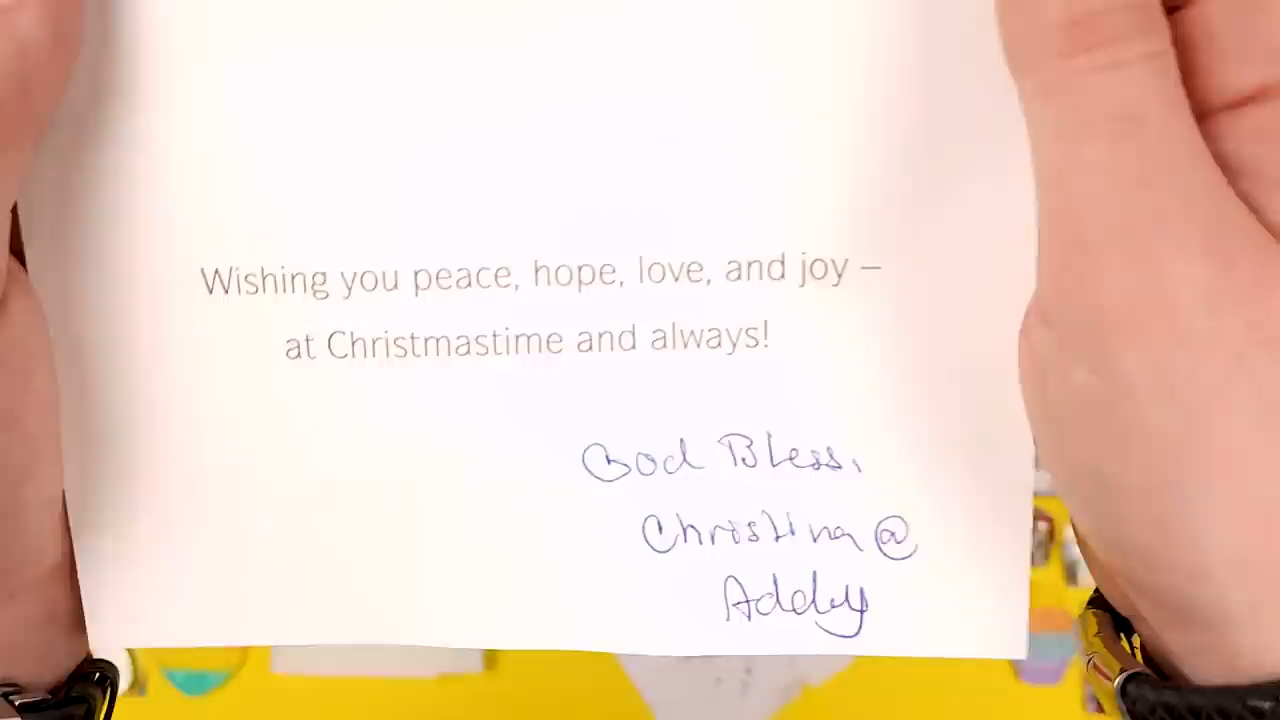 Wishing you peace, hope, love, and joy –
at Christmastime and always!
God Bless,
Christina @
Addy